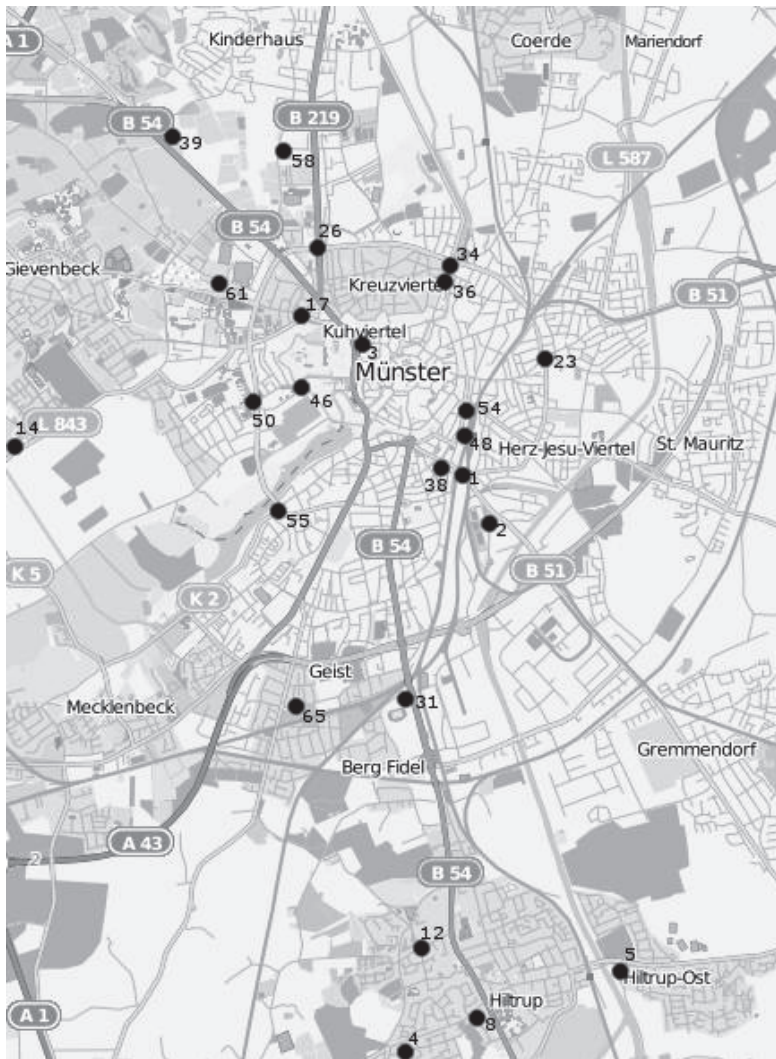 Kinderhaus
Coerde
Mariendorf
A 1
B 219
B 54
39
58
L 587
B 54
26
34
Gievenbeck
61
Kreuzviertel
36
B 51
17
Kuhviertel
3
23
Münster
46
54
50
L 843
14
48
Herz-Jesu-Viertel
St. Mauritz
38
1
55
2
B 54
K 5
B 51
K 2
Geist
Mecklenbeck
65
31
Gremmendorf
Berg Fidel
A 43
2
B 54
12
5
Hiltrup-Ost
Hiltrup
8
A 1
4